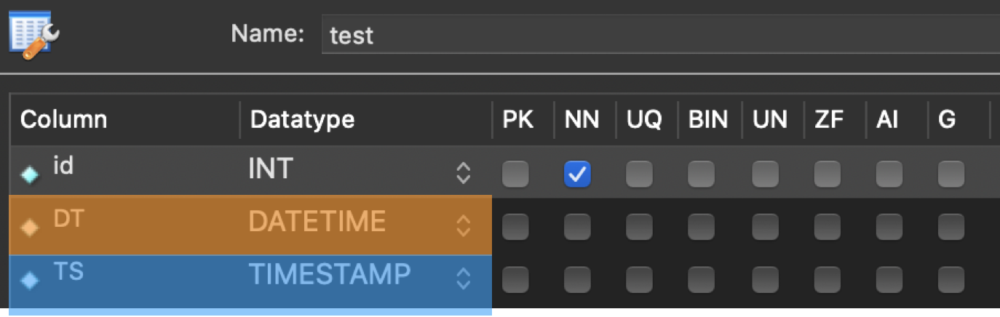 Name: test
Column Datatype PK NN UQ BIN UN ZF AI G
id INT
DT DATETIME
TS TIMESTAMP